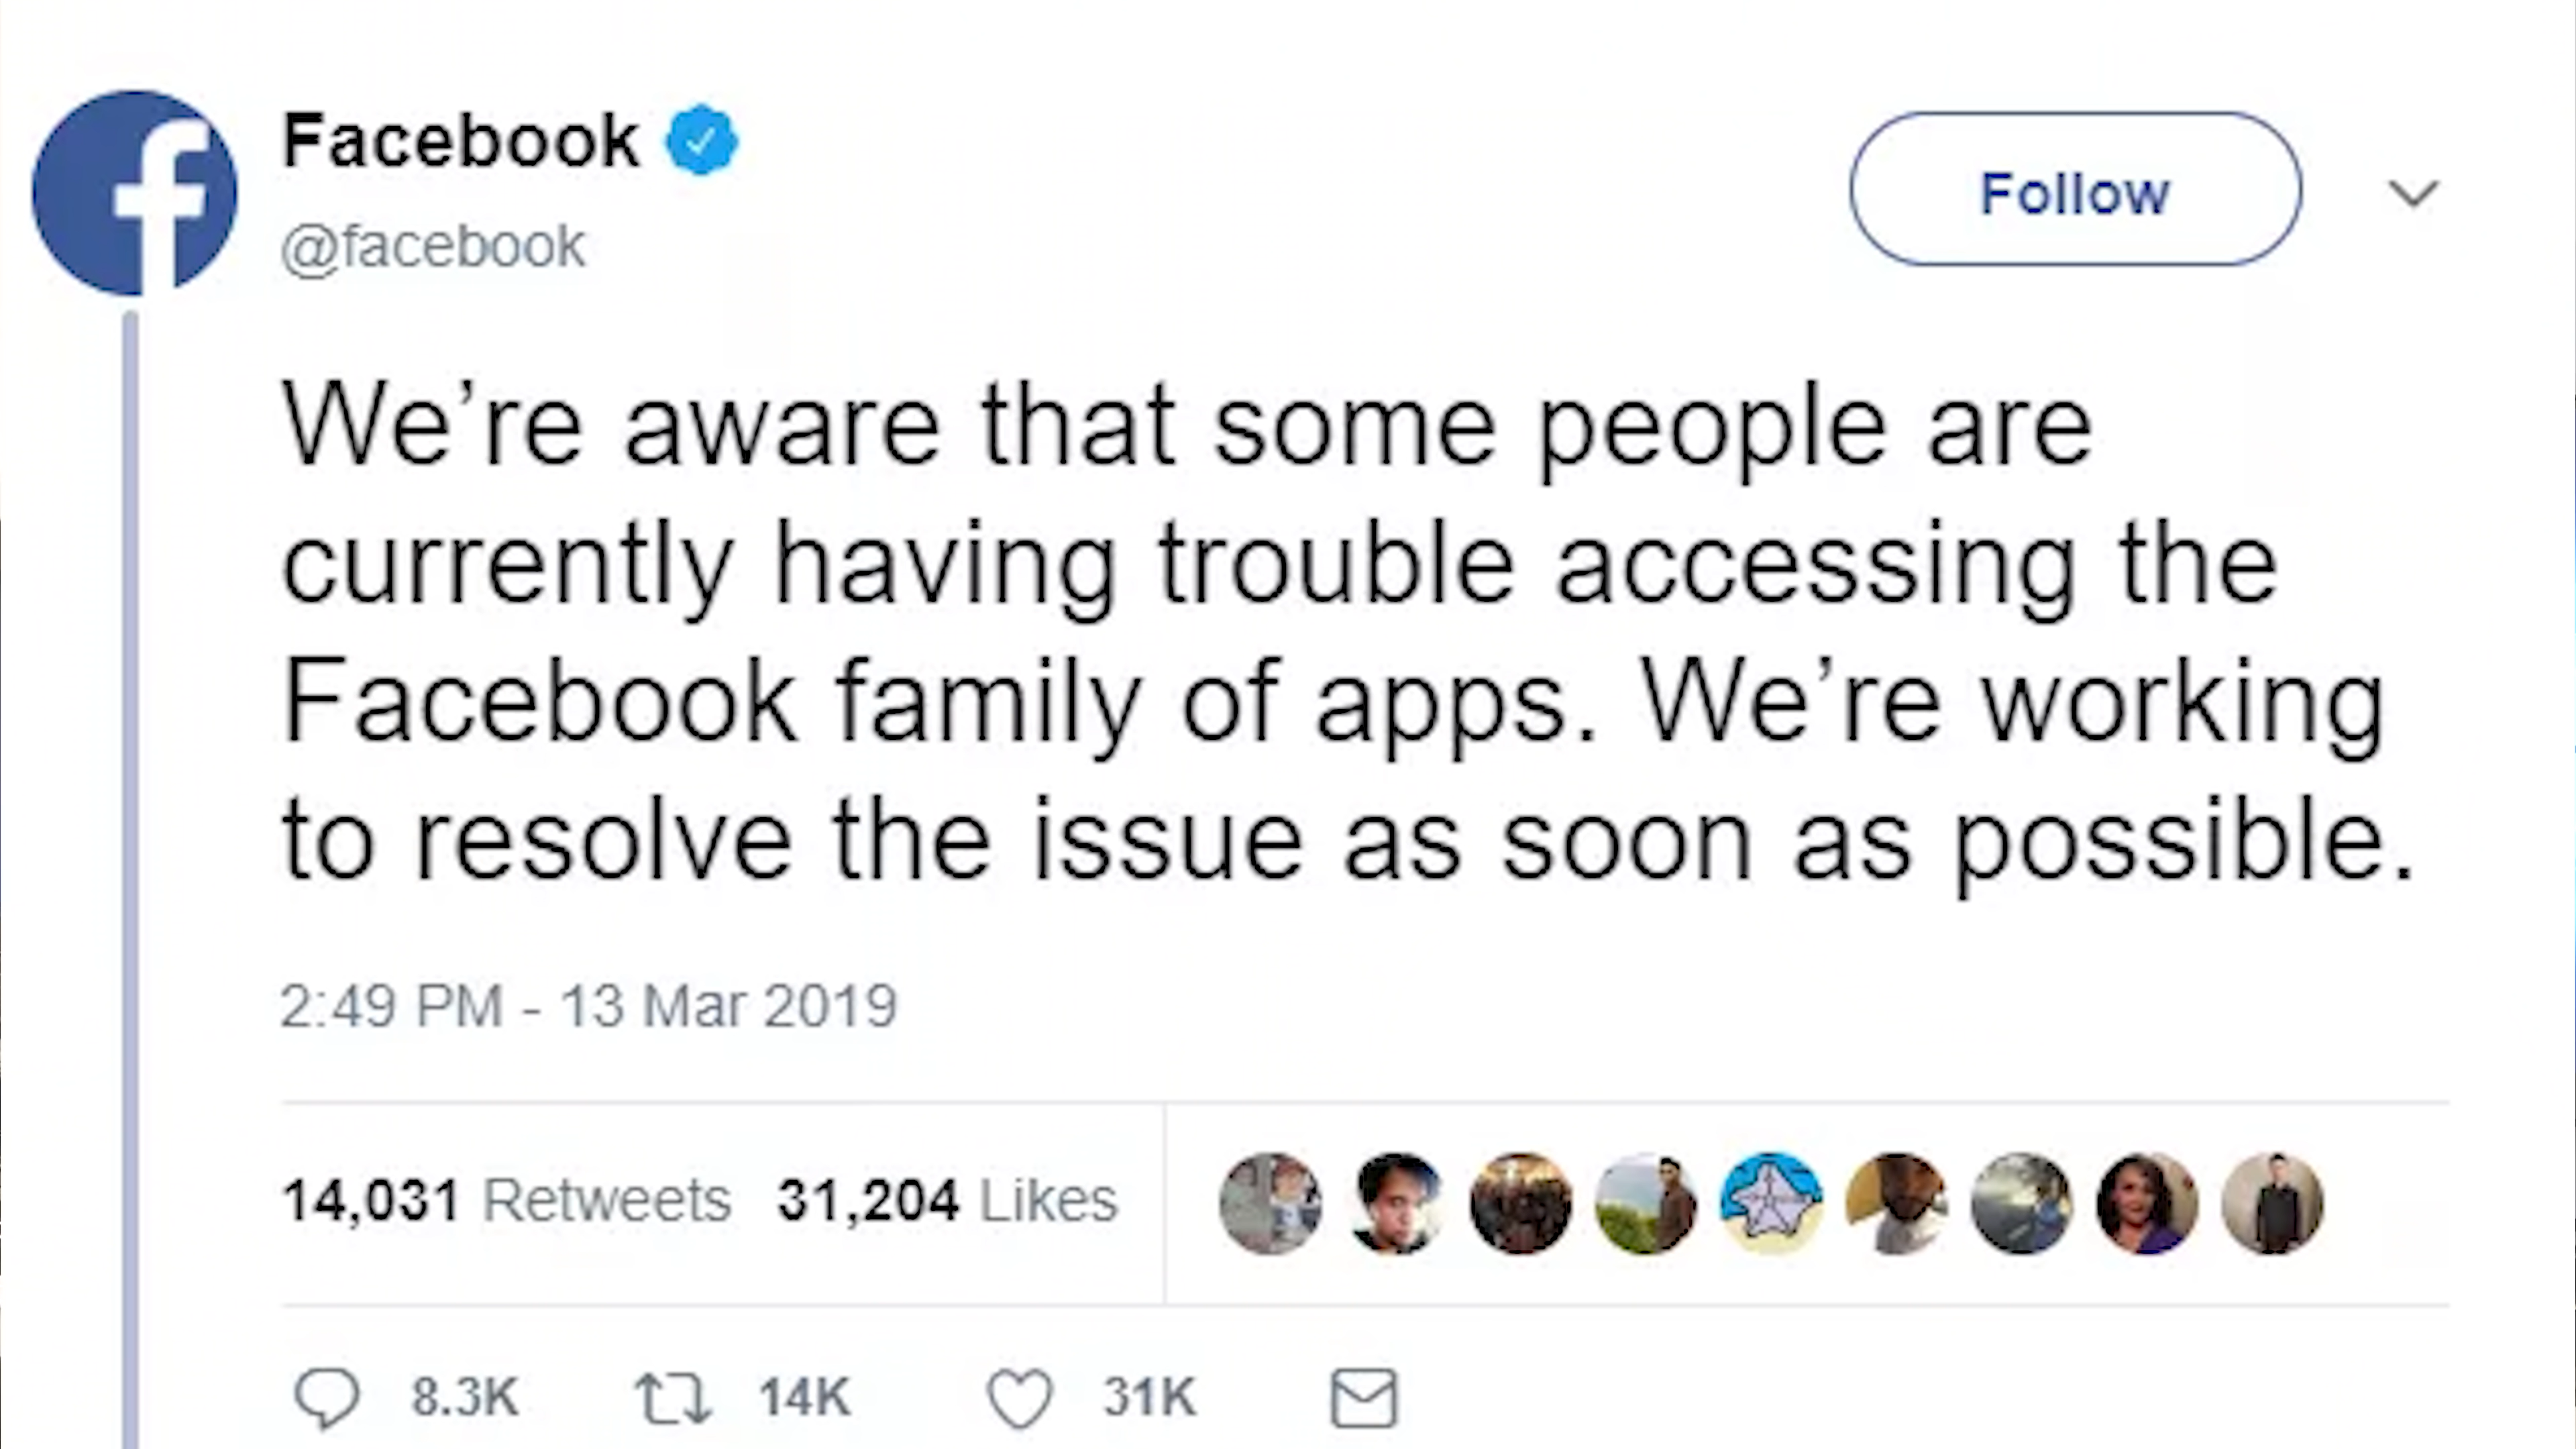 Facebook
@facebook
Follow
We’re aware that some people are
currently having trouble accessing the
Facebook family of apps. We’re working
to resolve the issue as soon as possible.
2:49 PM - 13 Mar 2019
14,031 Retweets 31,204 Likes
8.3K 14K 31K